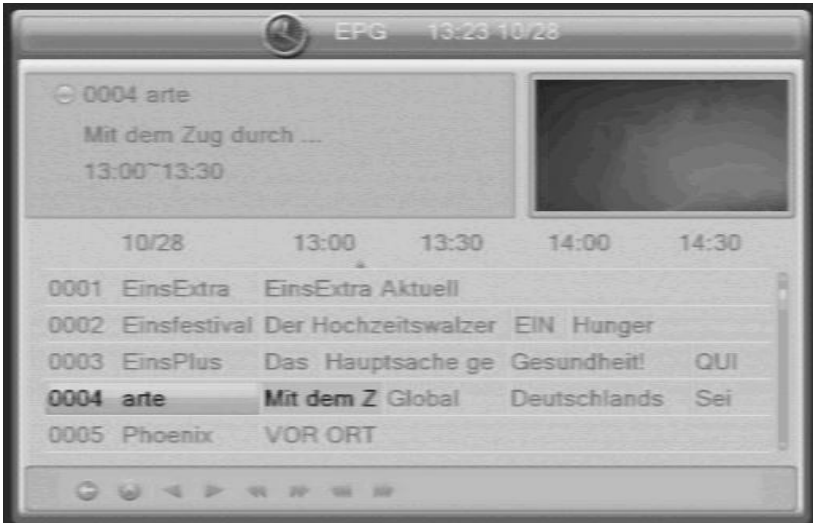 EPG 13:23 10/28
0004 arte
Mit dem Zug durch ...
13:00~13:30
10/28 13:00 13:30 14:00 14:30
0001 EinsExtra EinsExtra Aktuell
0002 Einsfestival Der Hochzeitswalzer EIN Hunger
0003 EinsPlus Das Hauptsache ge Gesundheit! QUI
0004 arte Mit dem Z Global Deutschlands Sei
0005 Phoenix VOR ORT